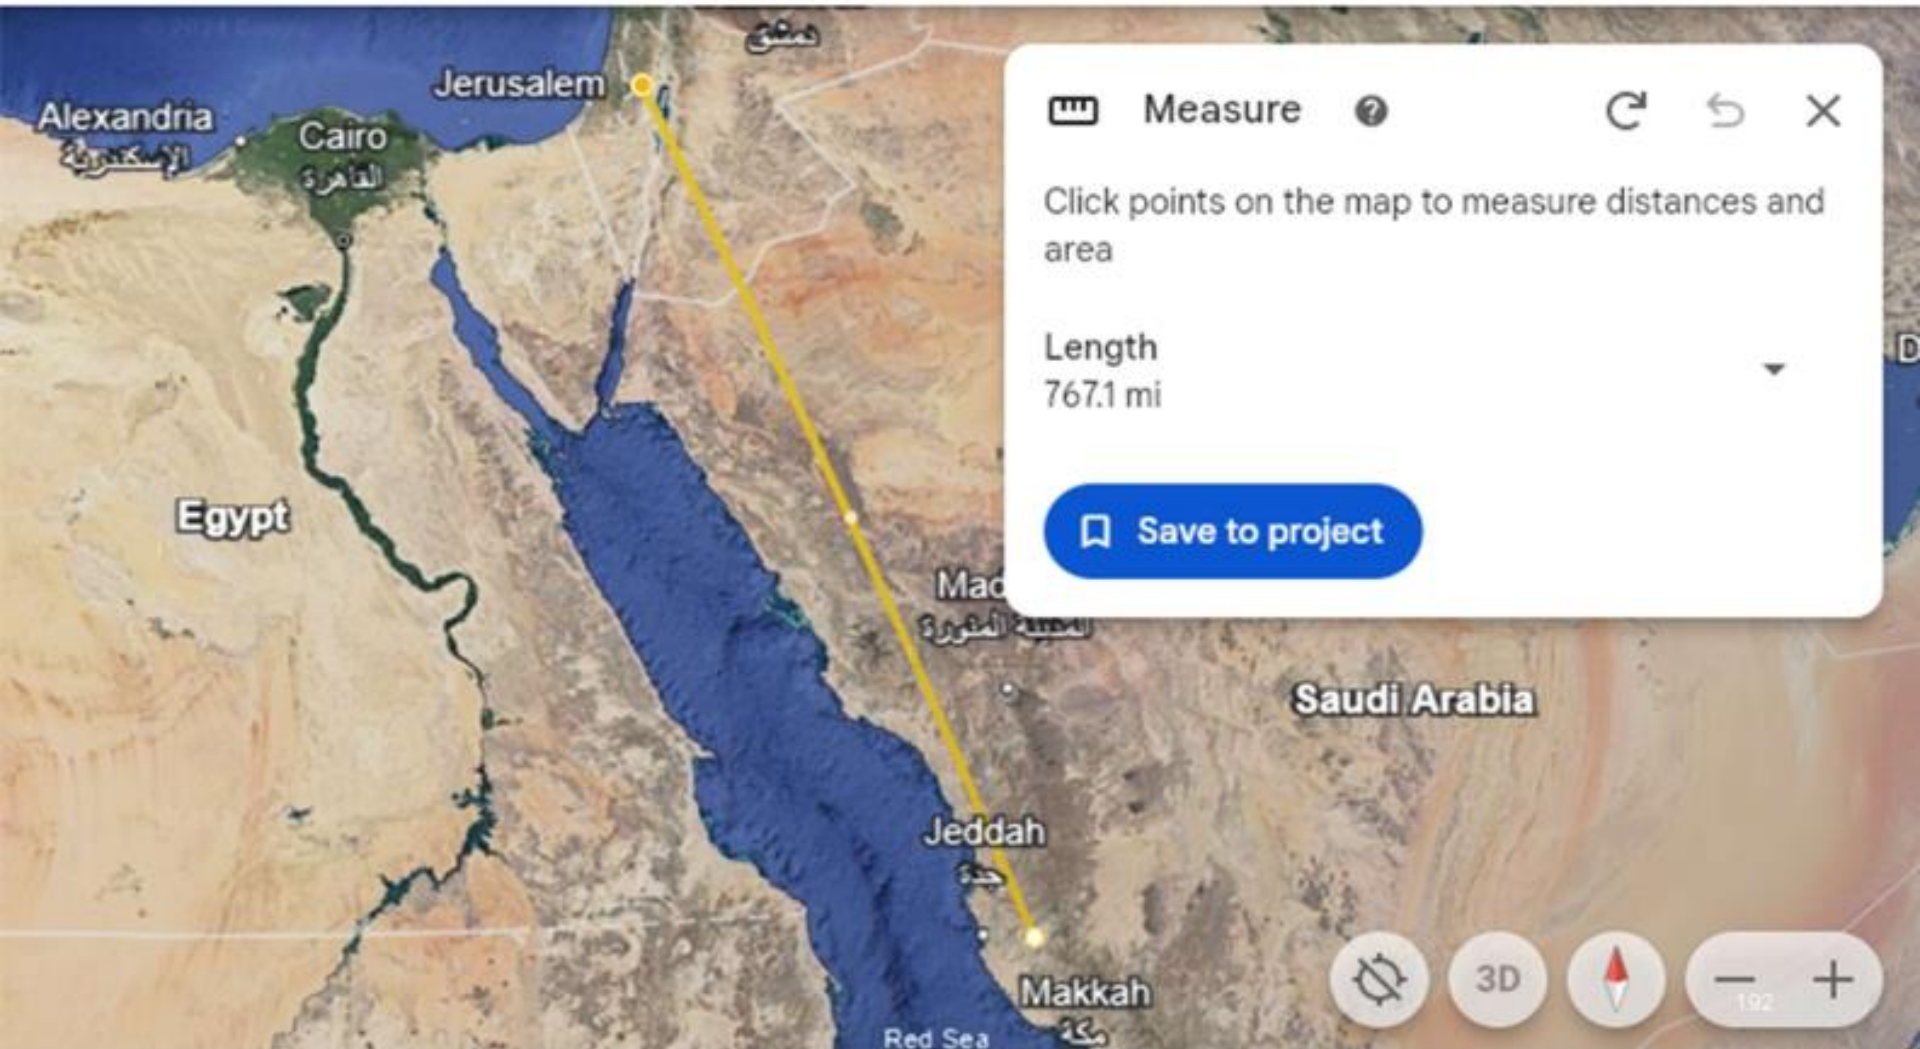 دمشق
Jerusalem
Alexandria
الإسكندرية
Cairo
القاهرة
Measure
?
Click points on the map to measure distances and
area
Length
767.1 mi
D
Save to project
Egypt
Mad
المدينة المنورة
Saudi Arabia
Jeddah
جدة
Makkah
مكة
Red Sea
3D
192